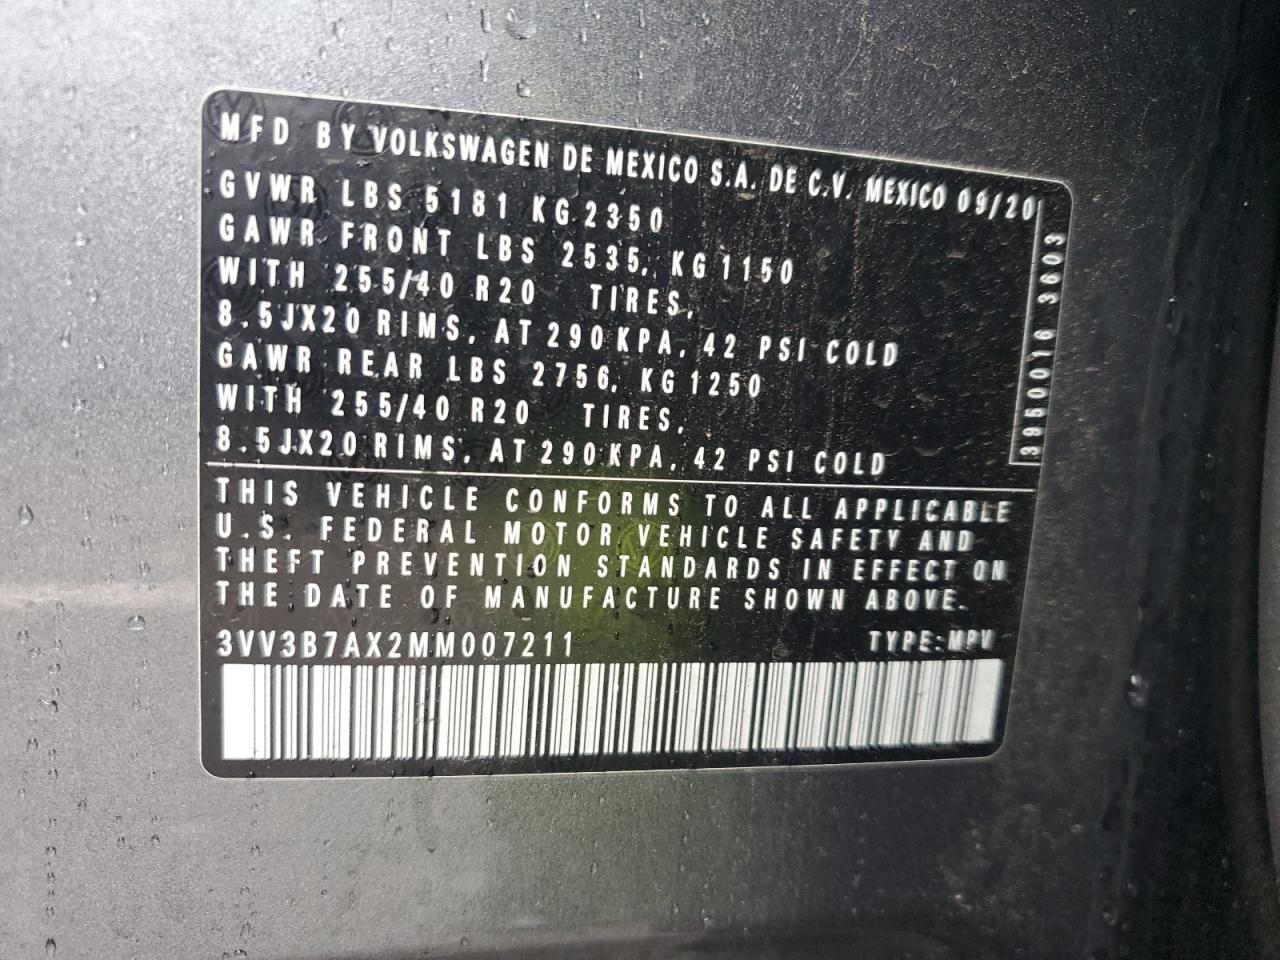 MFD BY VOLKSWAGEN DE MEXICO S.A. DE C.V. MEXICO 09/20
GVWR LBS 5181 KG 2350
GAWR FRONT LBS 2535, KG 1150
WITH 255/40 R20 TIRES,
8.5JX20 RIMS, AT 290 KPA, 42 PSI COLD
GAWR REAR LBS 2756, KG 1250
WITH 255/40 R20 TIRES,
8.5JX20 RIMS, AT 290 KPA, 42 PSI COLD
3950016 3603
THIS VEHICLE CONFORMS TO ALL APPLICABLE
U.S. FEDERAL MOTOR VEHICLE SAFETY AND
THEFT PREVENTION STANDARDS IN EFFECT ON
THE DATE OF MANUFACTURE SHOWN ABOVE.
3VV3B7AX2MM007211 TYPE: MPV